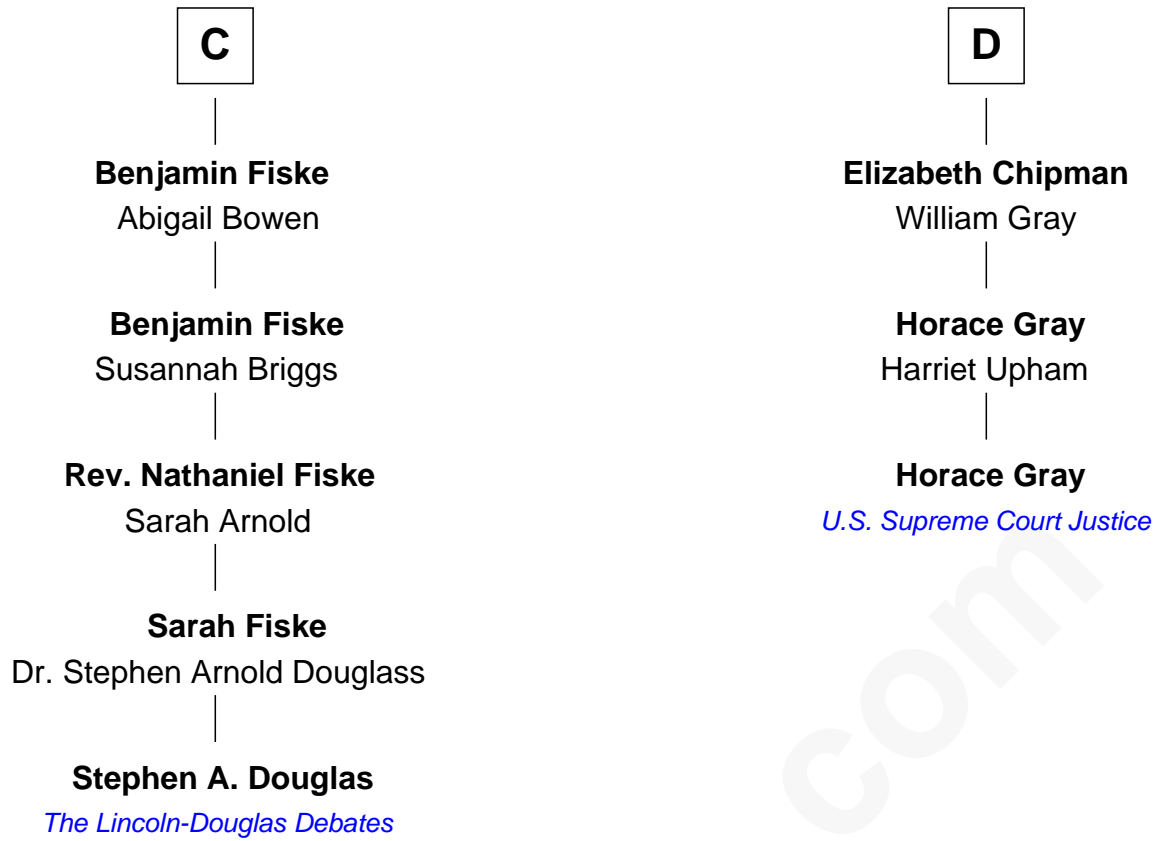 C
Benjamin Fiske
Abigail Bowen
Benjamin Fiske
Susannah Briggs
Rev. Nathaniel Fiske
Sarah Arnold
Sarah Fiske
Dr. Stephen Arnold Douglass
Stephen A. Douglas
The Lincoln-Douglas Debates
D
Elizabeth Chipman
William Gray
Horace Gray
Harriet Upham
Horace Gray
U.S. Supreme Court Justice
com